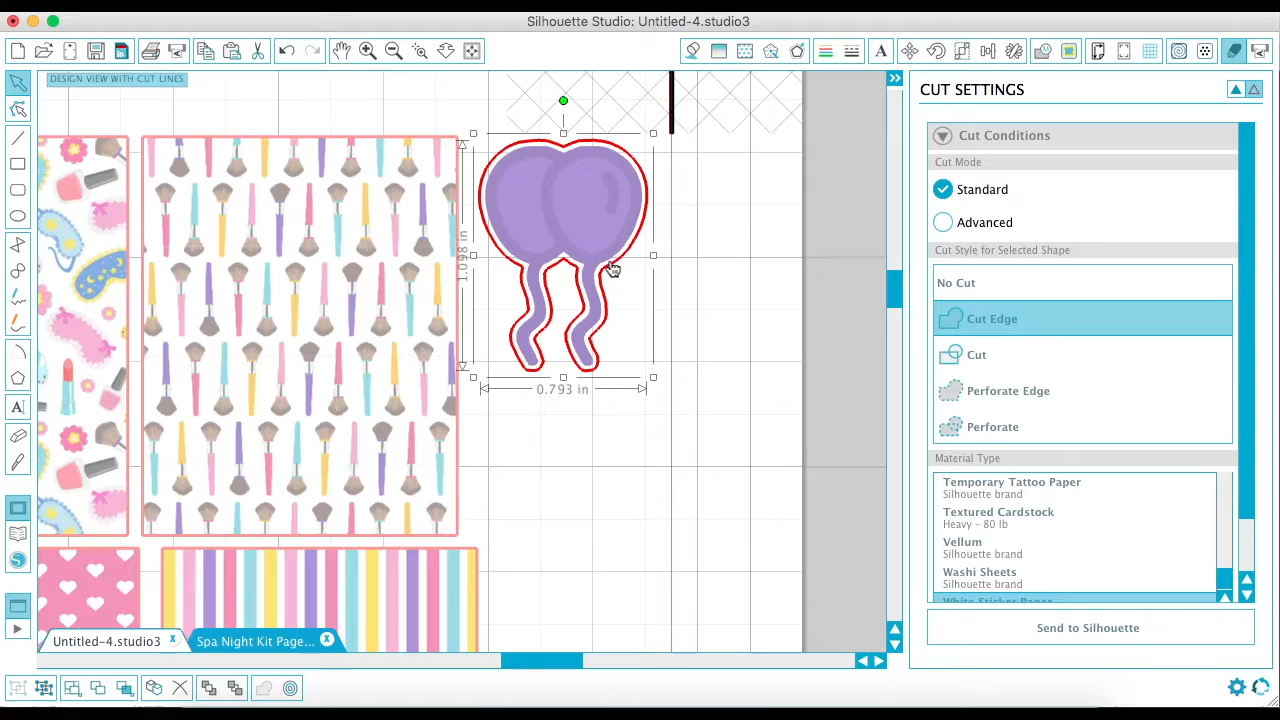 Silhouette Studio: Untitled-4.studio3
A
DESIGN VIEW WITH CUT LINES
CUT SETTINGS
Cut Conditions
Cut Mode
Standard
Advanced
Cut Style for Selected Shape
No Cut
Cut Edge
Cut
Perforate Edge
Perforate
Material Type
Temporary Tattoo Paper
Silhouette brand
Textured Cardstock
Heavy - 80 lb
Vellum
Silhouette brand
Washi Sheets
Silhouette brand
White Sticker Paper
Send to Silhouette
1.098 in
0.793 in
A
Untitled-4.studio3
Spa Night Kit Page...